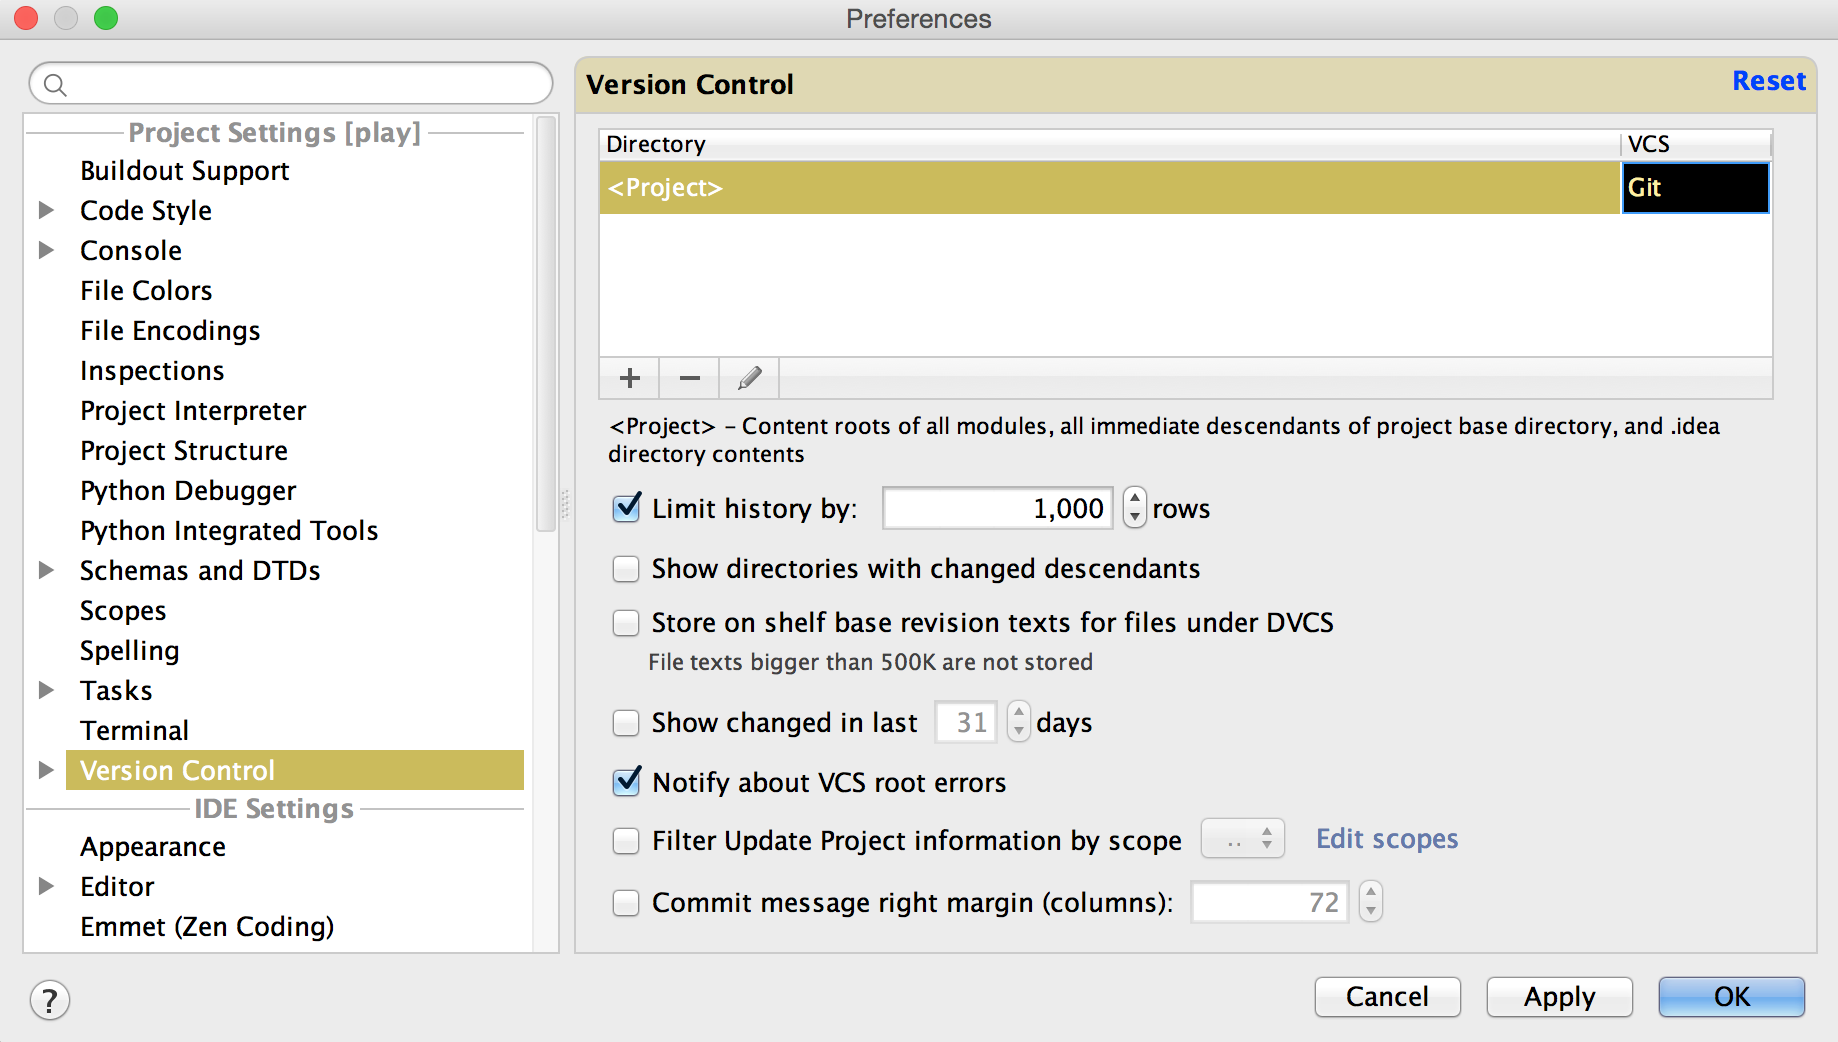 Preferences
Project Settings [play]
Buildout Support
Code Style
Console
File Colors
File Encodings
Inspections
Project Interpreter
Project Structure
Python Debugger
Python Integrated Tools
Schemas and DTDs
Scopes
Spelling
Tasks
Terminal
Version Control
IDE Settings
Appearance
Editor
Emmet (Zen Coding)
?
Version Control Reset
Directory VCS
<Project> Git
<Project> – Content roots of all modules, all immediate descendants of project base directory, and .idea
directory contents
Limit history by: 1,000 rows
Show directories with changed descendants
Store on shelf base revision texts for files under DVCS
File texts bigger than 500K are not stored
Show changed in last 31 days
Notify about VCS root errors
Filter Update Project information by scope .. Edit scopes
Commit message right margin (columns): 72
Cancel Apply OK